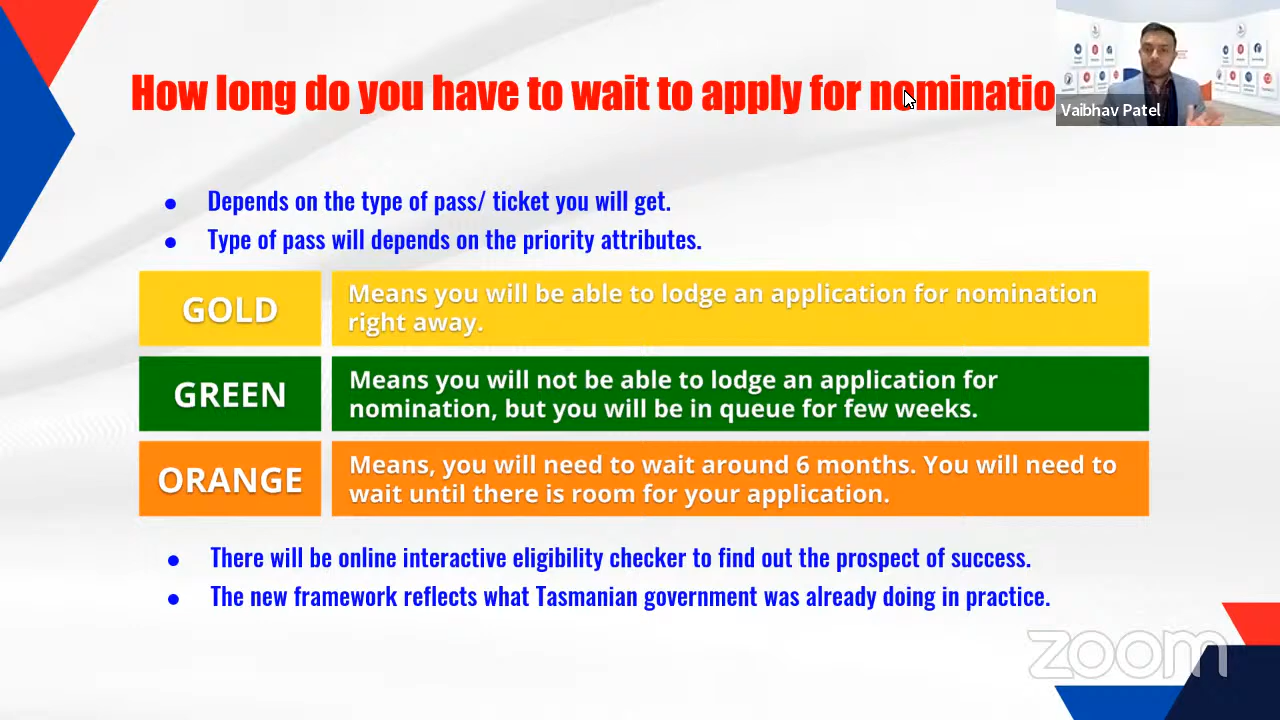 How long do you have to wait to apply for nominatio
Vaibhav Patel
● Depends on the type of pass/ ticket you will get.
● Type of pass will depends on the priority attributes.
GOLD
Means you will be able to lodge an application for nomination
right away.
GREEN
Means you will not be able to lodge an application for
nomination, but you will be in queue for few weeks.
ORANGE
Means, you will need to wait around 6 months. You will need to
wait until there is room for your application.
● There will be online interactive eligibility checker to find out the prospect of success.
● The new framework reflects what Tasmanian government was already doing in practice.
zoom